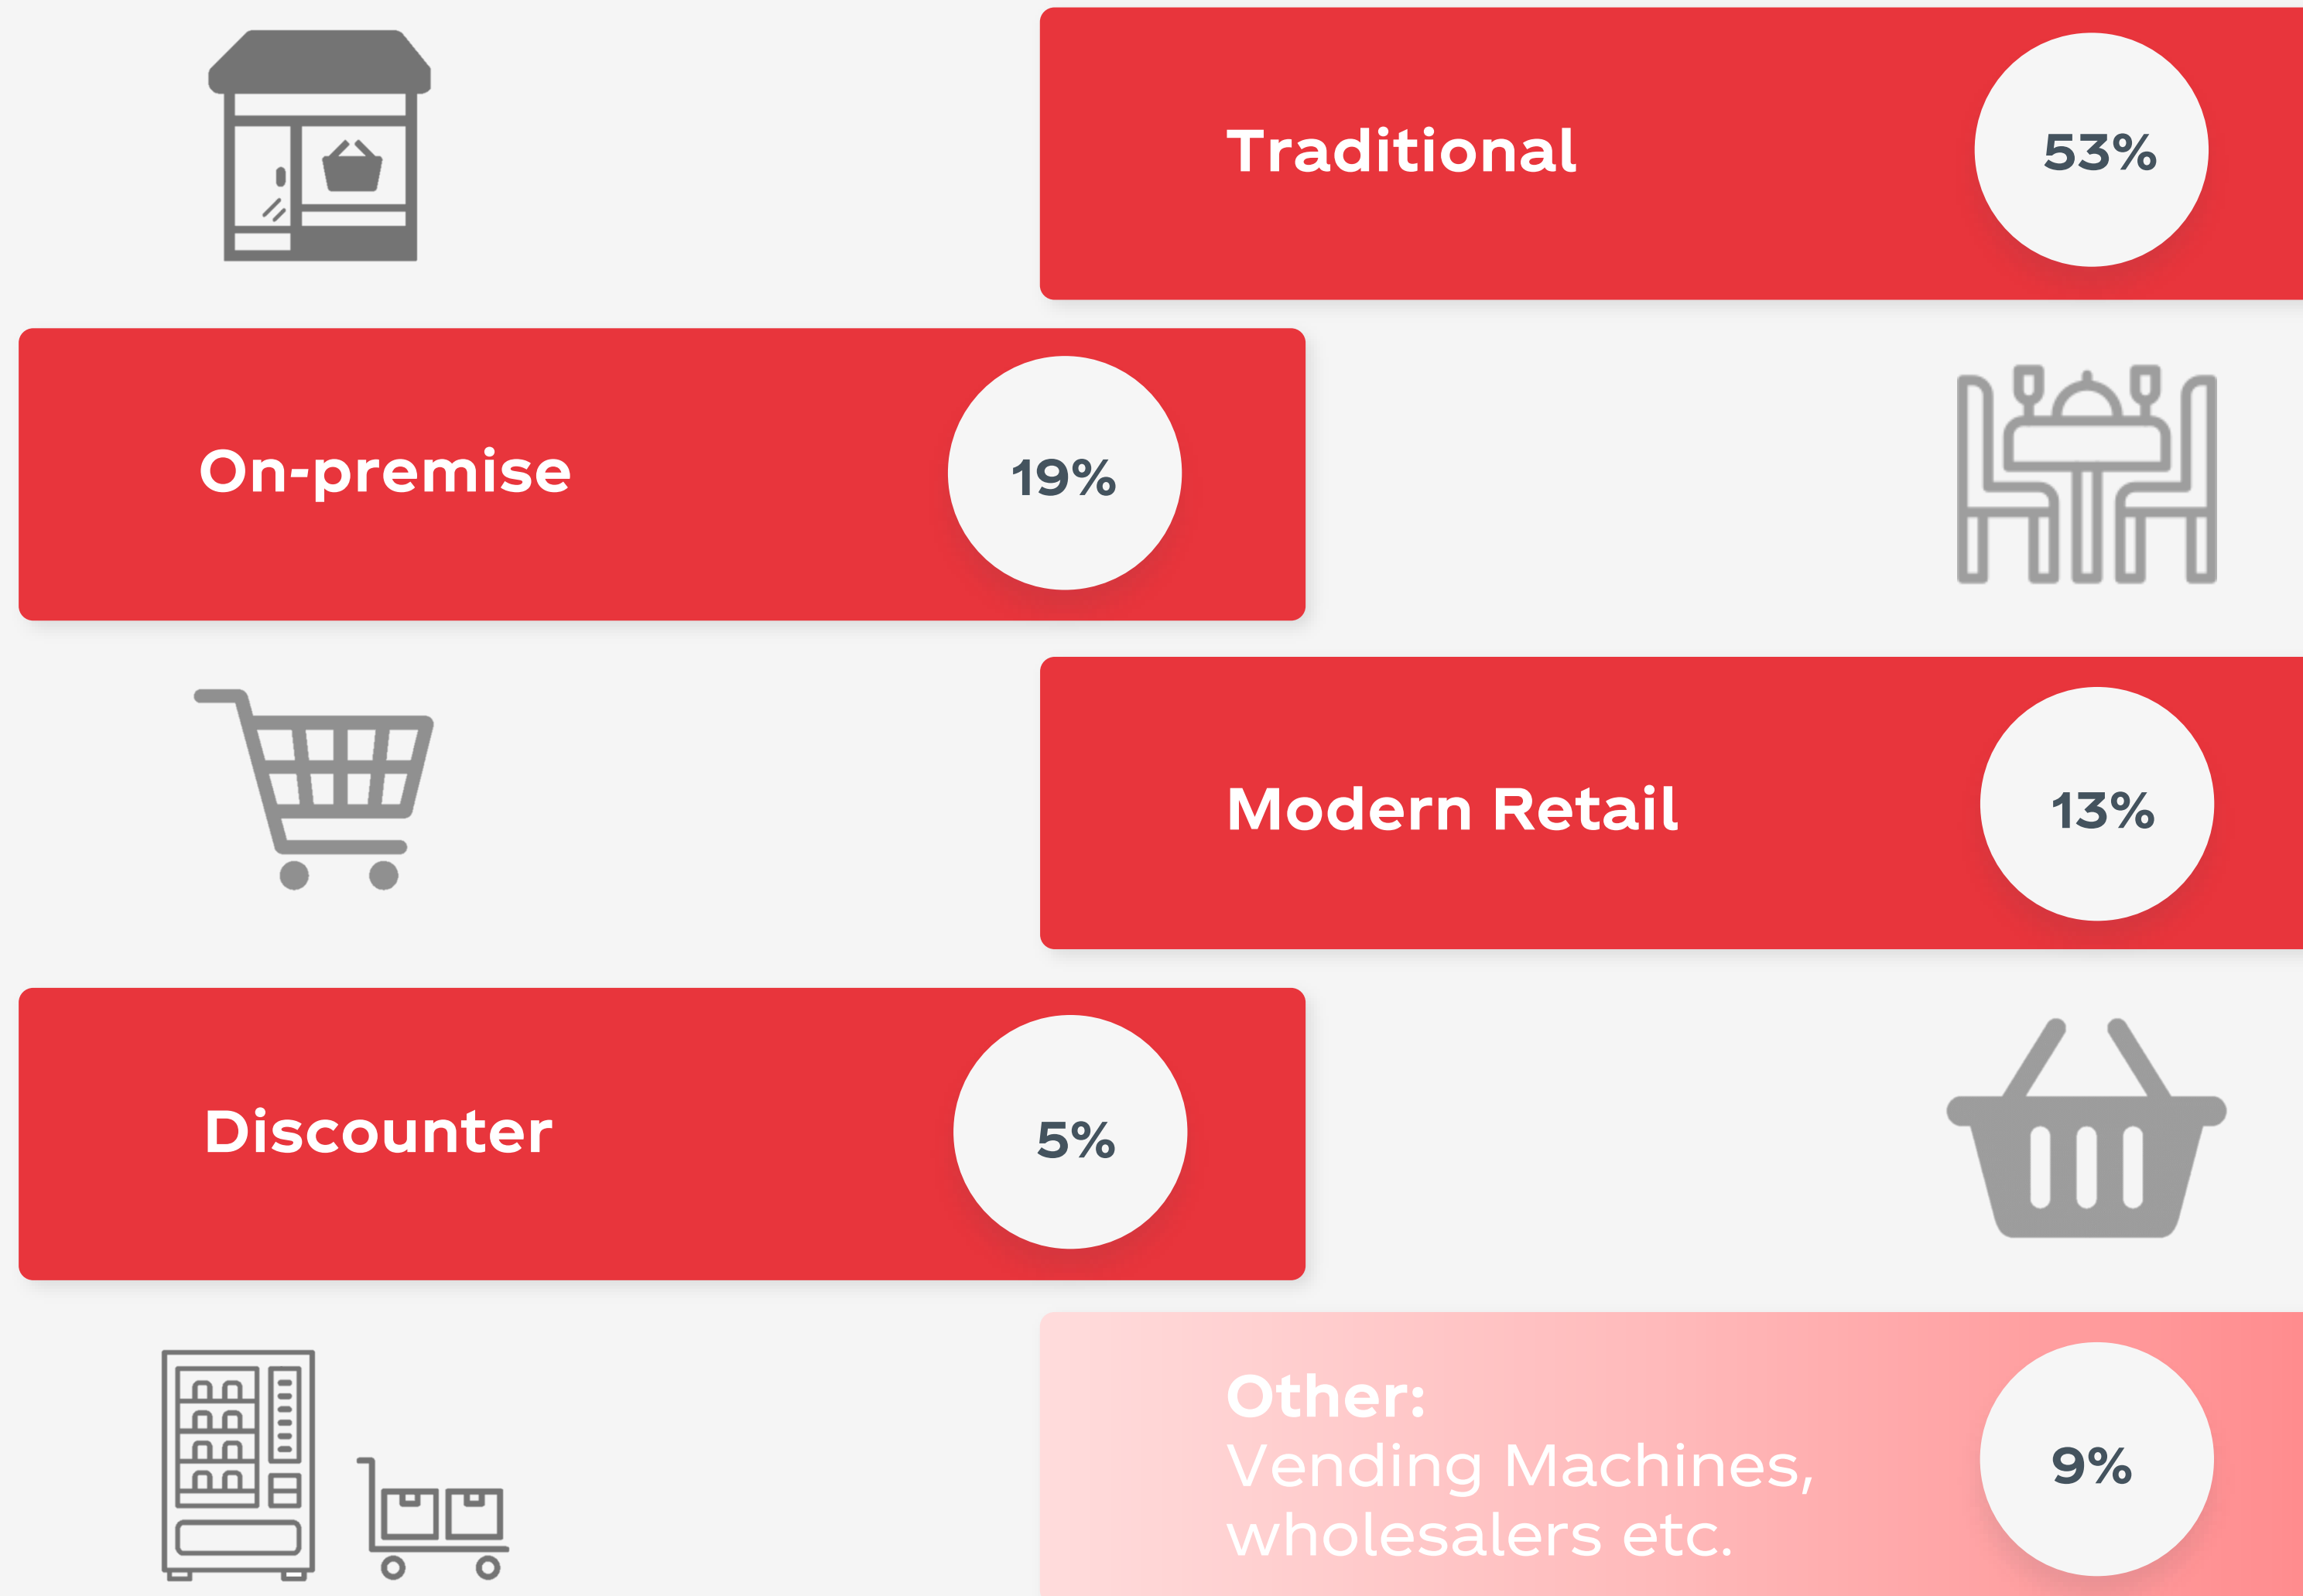 Traditional
53%
On-premise
19%
Modern Retail
13%
Discounter
5%
Other:
Vending Machines,
wholesalers etc.
9%